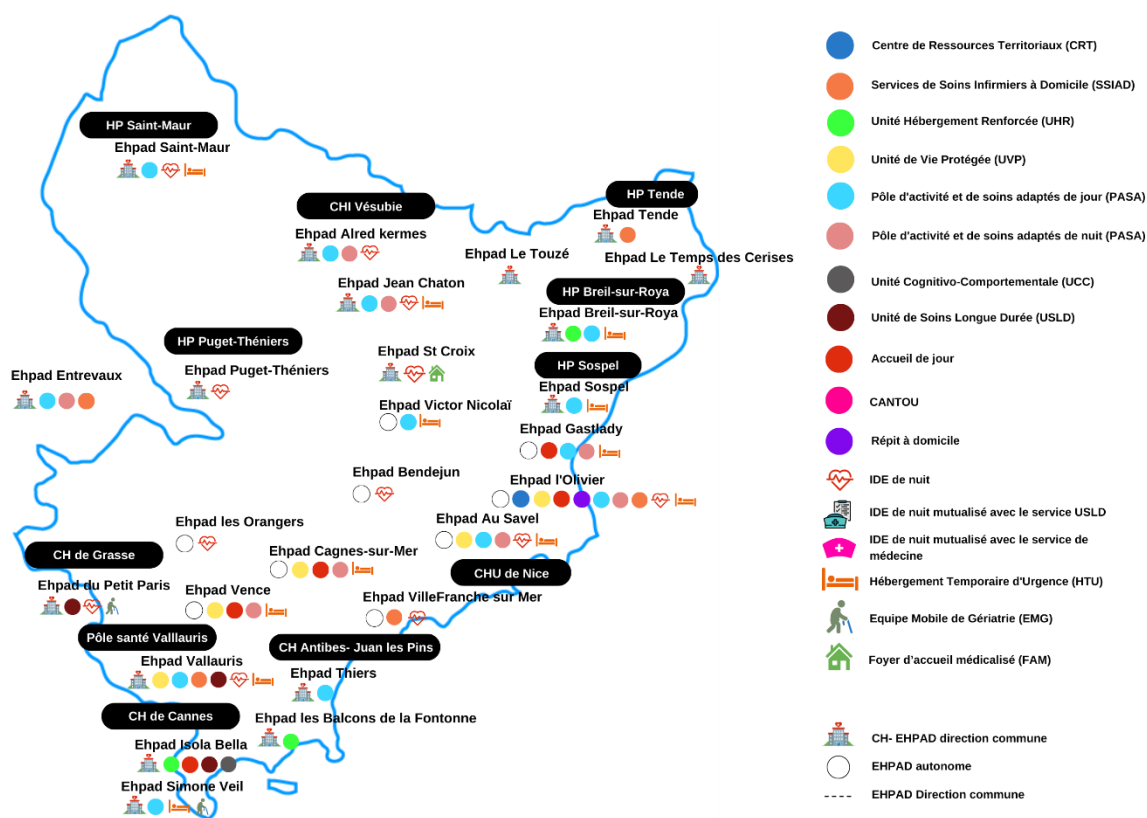 HP Saint-Maur
Ehpad Saint-Maur
CHI Vésubie
Ehpad Alred kermes
HP Tende
Ehpad Tende
Ehpad Le Touzé
Ehpad Le Temps des Cerises
Ehpad Jean Chaton
HP Breil-sur-Roya
Ehpad Breil-sur-Roya
HP Puget-Théniers
Ehpad Puget-Théniers
Ehpad St Croix
HP Sospel
Ehpad Sospel
Ehpad Entrevaux
Ehpad Victor Nicolaï
Ehpad Gastlady
Ehpad Bendejun
Ehpad l'Olivier
Ehpad les Orangers
Ehpad Au Savel
CH de Grasse
Ehpad Cagnes-sur-Mer
CHU de Nice
Ehpad du Petit Paris
Ehpad Vence
Ehpad VilleFranche sur Mer
Pôle santé Valllauris
CH Antibes- Juan les Pins
Ehpad Vallauris
Ehpad Thiers
CH de Cannes
Ehpad les Balcons de la Fontonne
Ehpad Isola Bella
Ehpad Simone Veil
Centre de Ressources Territoriaux (CRT)
Services de Soins Infirmiers à Domicile (SSIAD)
Unité Hébergement Renforcée (UHR)
Unité de Vie Protégée (UVP)
Pôle d'activité et de soins adaptés de jour (PASA)
Pôle d'activité et de soins adaptés de nuit (PASA)
Unité Cognitivo-Comportementale (UCC)
Unité de Soins Longue Durée (USLD)
Accueil de jour
CANTOU
Répit à domicile
IDE de nuit
IDE de nuit mutualisé avec le service USLD
IDE de nuit mutualisé avec le service de
médecine
Hébergement Temporaire d'Urgence (HTU)
Equipe Mobile de Gériatrie (EMG)
Foyer d'accueil médicalisé (FAM)
CH- EHPAD direction commune
EHPAD autonome
EHPAD Direction commune